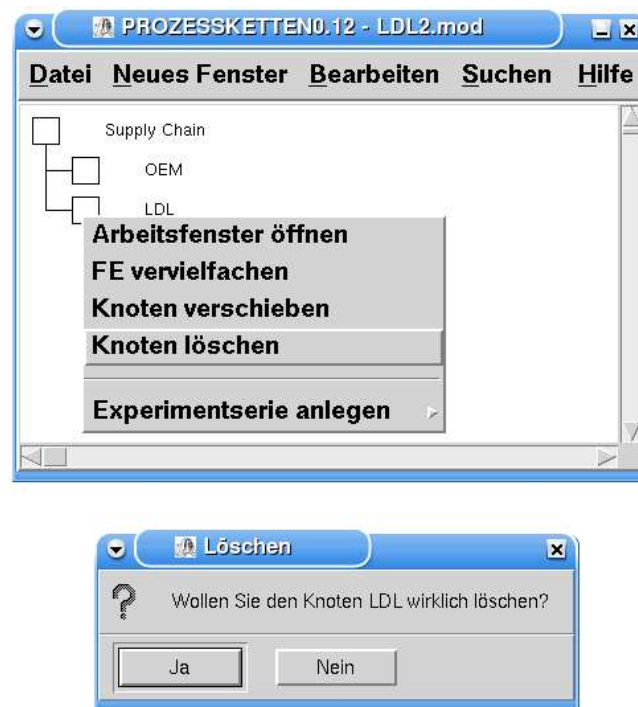 PROZESSKETTEN0.12 - LDL2.mod
Datei Neues Fenster Bearbeiten Suchen Hilfe
Supply Chain
OEM
LDL
Arbeitsfenster öffnen
FE vervielfachen
Knoten verschieben
Knoten löschen
Experimentserie anlegen
Löschen
Wollen Sie den Knoten LDL wirklich löschen?
Ja Nein